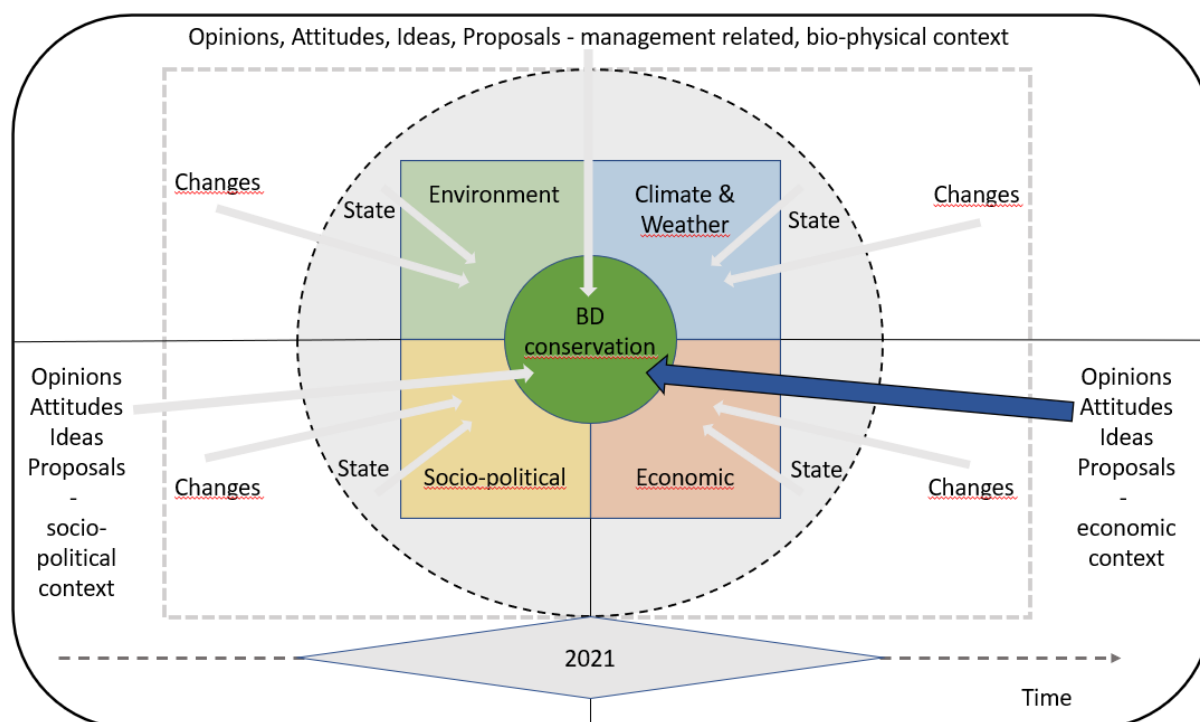 Opinions, Attitudes, Ideas, Proposals - management related, bio-physical context
Changes
State
Environment
Climate &
Weather
State
Changes
BD
conservation
Opinions
Attitudes
Ideas
Proposals
-
socio-
political
context
Changes
State
Socio-political
Economic
State
Changes
Opinions
Attitudes
Ideas
Proposals
-
economic
context
2021
Time